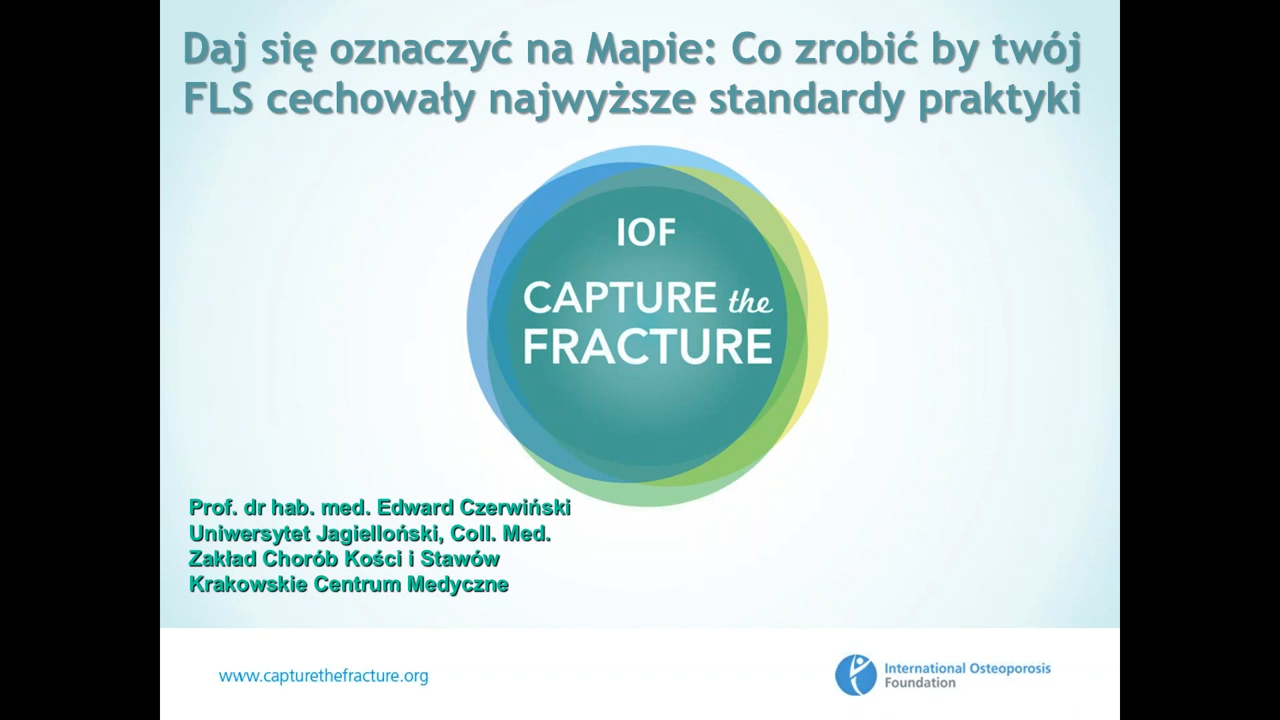 Daj się oznaczyć na Mapie: Co zrobić by twój
FLS cechowały najwyższe standardy praktyki
IOF
CAPTURE the
FRACTURE
Prof. dr hab. med. Edward Czerwiński
Uniwersytet Jagielloński, Coll. Med.
Zakład Chorób Kości i Stawów
Krakowskie Centrum Medyczne
www.capturethefracture.org
International Osteoporosis
Foundation